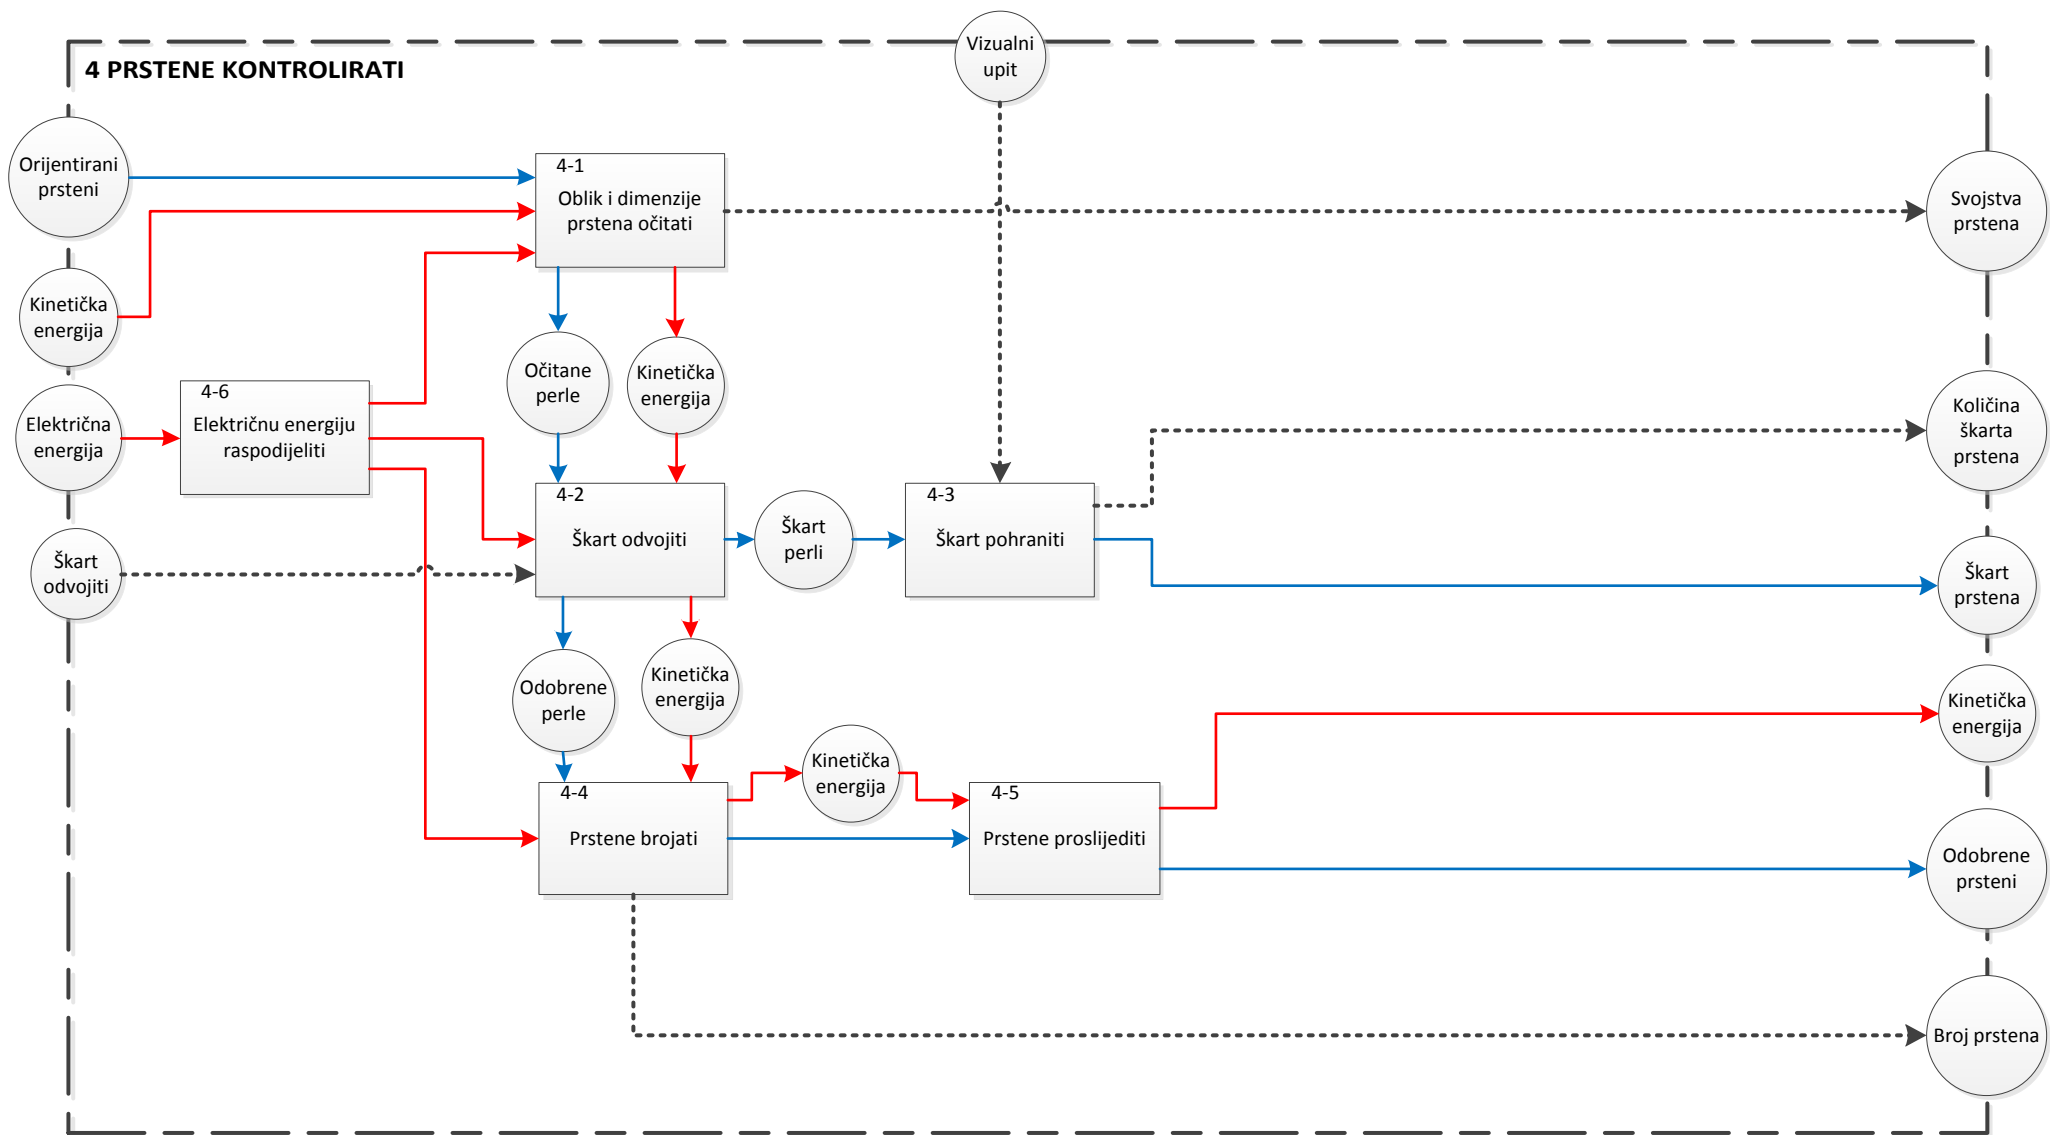 Vizualni
upit
4 PRSTENE KONTROLIRATI
Orijentirani
prsteni
4-1
Oblik i dimenzije
prstena očitati
Svojstva
prstena
Kinetička
energija
Očitane
perle
Kinetička
energija
Električna
energija
4-6
Električnu energiju
raspodijeliti
Količina
škarta
prstena
Škart
odvojiti
4-2
Škart odvojiti
Škart
perli
4-3
Škart pohraniti
Škart
prstena
Odobrene
perle
Kinetička
energija
Kinetička
energija
Kinetička
energija
4-4
Prstene brojati
4-5
Prstene proslijediti
Odobrene
prsteni
Broj prstena